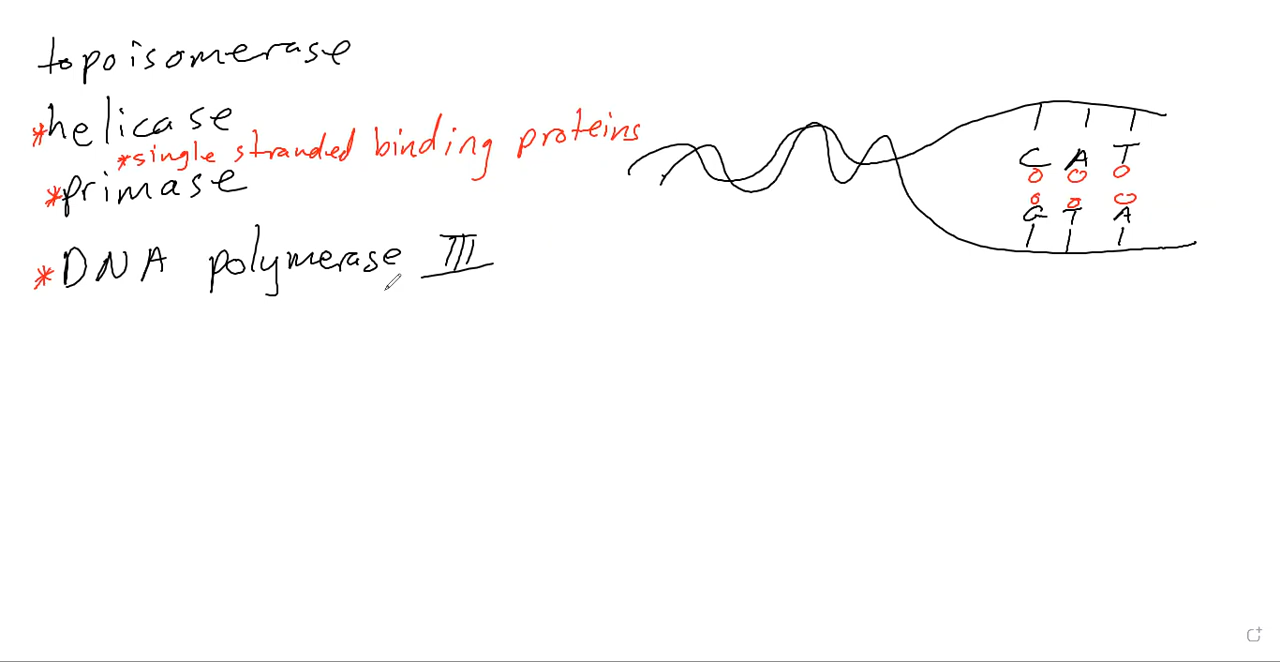 topoisomerase
*helicase
*single stranded binding proteins
*primase
*DNA polymerase III
C A T
G T A